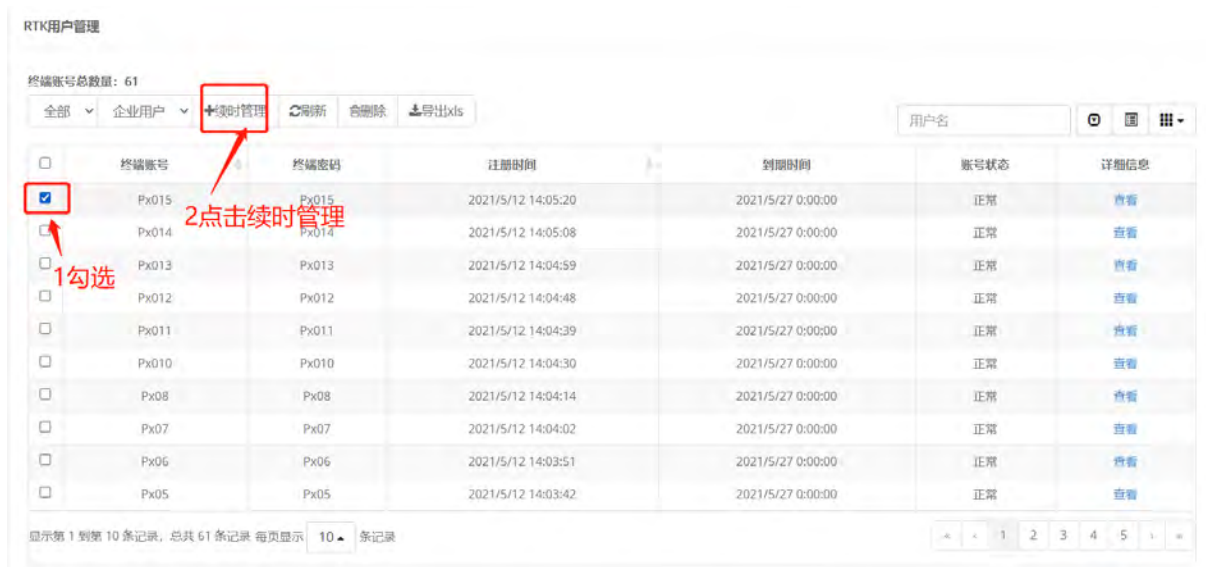 RTK用户管理
终端账号总数量：61
全部 企业用户 续时管理 刷新 删除 导出xls 用户名
终端账号 终端密码 注册时间 到期时间 账号状态 详细信息
Px015 Px015 2021/5/12 14:05:20 2021/5/27 0:00:00 正常 查看
2点击续时管理
Px014 Px014 2021/5/12 14:05:08 2021/5/27 0:00:00 正常 查看
Px013 Px013 2021/5/12 14:04:59 2021/5/27 0:00:00 正常 查看
1勾选
Px012 Px012 2021/5/12 14:04:48 2021/5/27 0:00:00 正常 查看
Px011 Px011 2021/5/12 14:04:39 2021/5/27 0:00:00 正常 查看
Px010 Px010 2021/5/12 14:04:30 2021/5/27 0:00:00 正常 查看
Px08 Px08 2021/5/12 14:04:14 2021/5/27 0:00:00 正常 查看
Px07 Px07 2021/5/12 14:04:02 2021/5/27 0:00:00 正常 查看
Px06 Px06 2021/5/12 14:03:51 2021/5/27 0:00:00 正常 查看
Px05 Px05 2021/5/12 14:03:42 2021/5/27 0:00:00 正常 查看
显示第 1 到第 10 条记录，总共 61 条记录 每页显示 10 条记录 « ‹ 1 2 3 4 5 › »